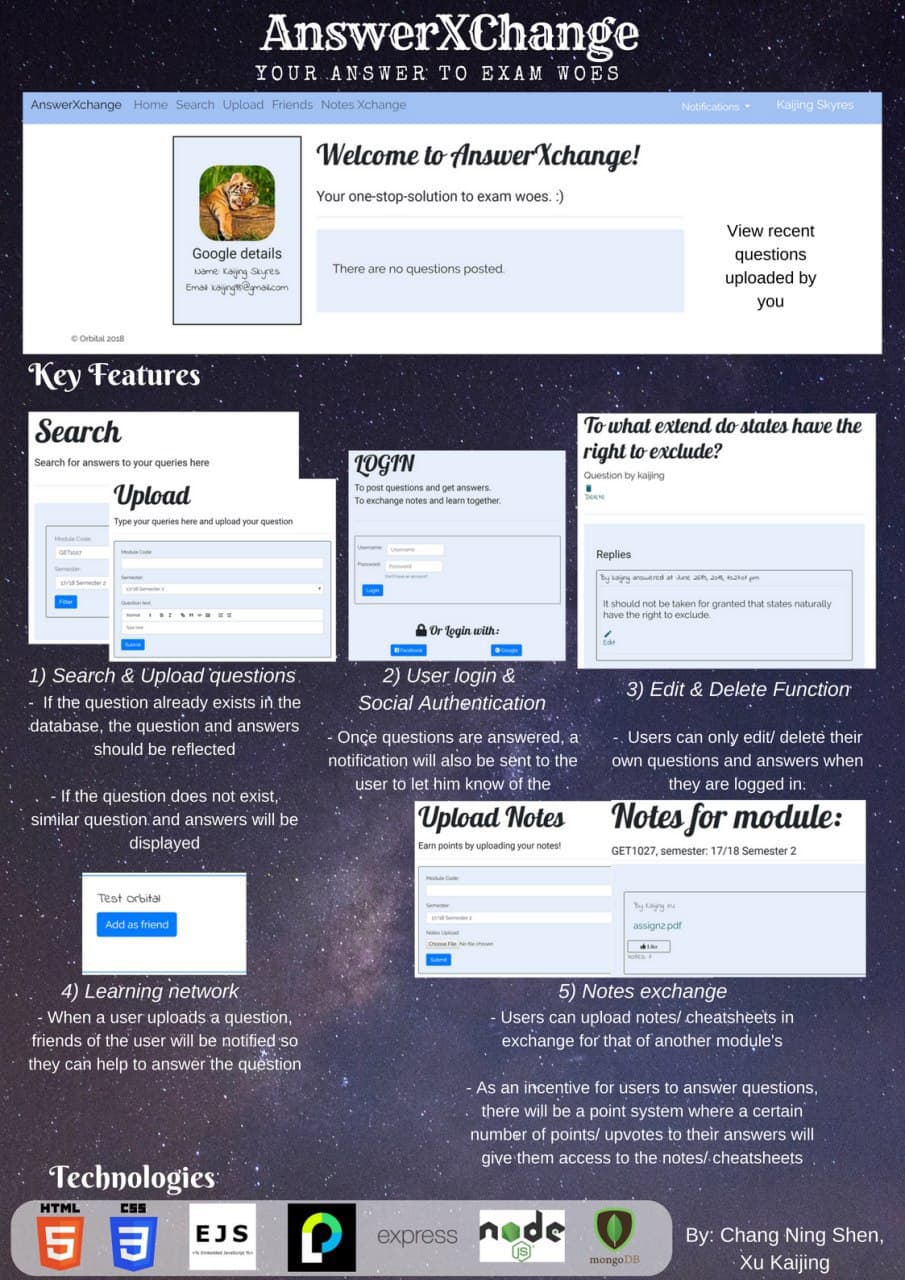 AnswerXChange
YOUR ANSWER TO EXAM WOES
AnswerXchange Home Search Upload Friends Notes Xchange Notifications Kaijing Skyres
Welcome to AnswerXchange!
Your one-stop-solution to exam woes. :)
There are no questions posted.
Google details
Name: Kaijing Skyres
© Orbital 2018
View recent
questions
uploaded by
you
Key Features
Search
Search for answers to your queries here
Module Code:
GET1027
Semester:
17/18 Semester 2
Filter
Upload
Type your queries here and upload your question
Module Code:
Semester:
17/18 Semester 2
Question text:
Normal
Submit
1) Search & Upload questions
- If the question already exists in the
database, the question and answers
should be reflected
- If the question does not exist,
similar question and answers will be
displayed
LOGIN
To post questions and get answers.
To exchange notes and learn together.
Username: Username
Password: Password
Don't have an account?
Login
Or Login with:
Facebook
Google
2) User login &
Social Authentication
- Once questions are answered, a
notification will also be sent to the
user to let him know of the
To what extend do states have the
right to exclude?
Question by kaijing
Delete
Replies
By kaijing answered at June 26th, 2018,
It should not be taken for granted that states naturally
have the right to exclude.
Edit
3) Edit & Delete Function
- Users can only edit/ delete their
own questions and answers when
they are logged in.
Test Orbital
Add as friend
4) Learning network
- When a user uploads a question,
friends of the user will be notified so
they can help to answer the question
Upload Notes
Earn points by uploading your notes!
Module Code:
Semester:
17/18 Semester 2
Notes Upload:
Choose File No file chosen
Submit
Notes for module:
GET1027, semester: 17/18 Semester 2
By Kaijing Xu
assign2.pdf
Like
5) Notes exchange
- Users can upload notes/ cheatsheets in
exchange for that of another module's
- As an incentive for users to answer questions,
there will be a point system where a certain
number of points/ upvotes to their answers will
give them access to the notes/ cheatsheets
Technologies
HTML
5
CSS
3
EJS
<% Embedded JavaScript %>
express
node
JS
mongoDB
By: Chang Ning Shen,
Xu Kaijing